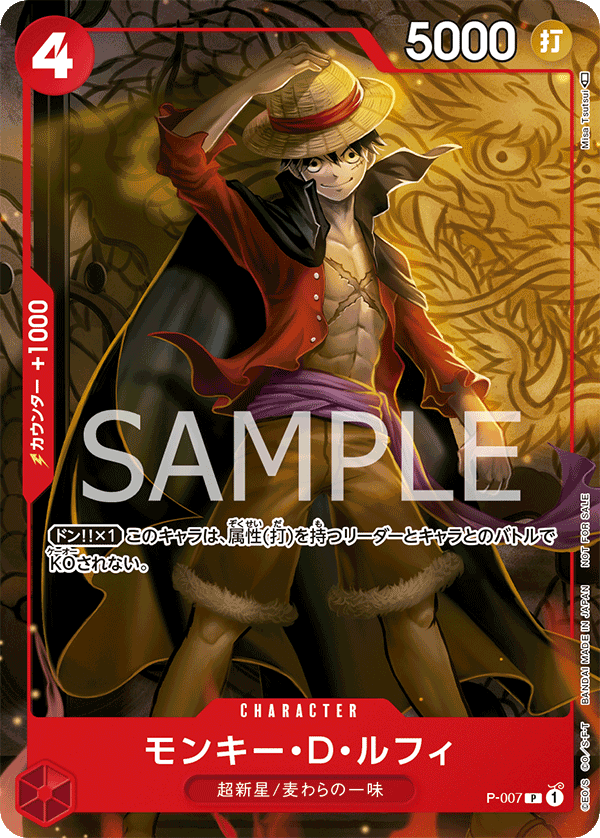 4
5000
打
Misa Tsutsui
カウンター +1000
SAMPLE
ドン!!×1 このキャラは、属性(打)を持つリーダーとキャラとのバトルで
KOされない。
CHARACTER
モンキー・D・ルフィ
超新星/麦わらの一味
P-007 P 1
©EO/S ©O/S・F・T BANDAI MADE IN JAPAN NOT FOR SALE